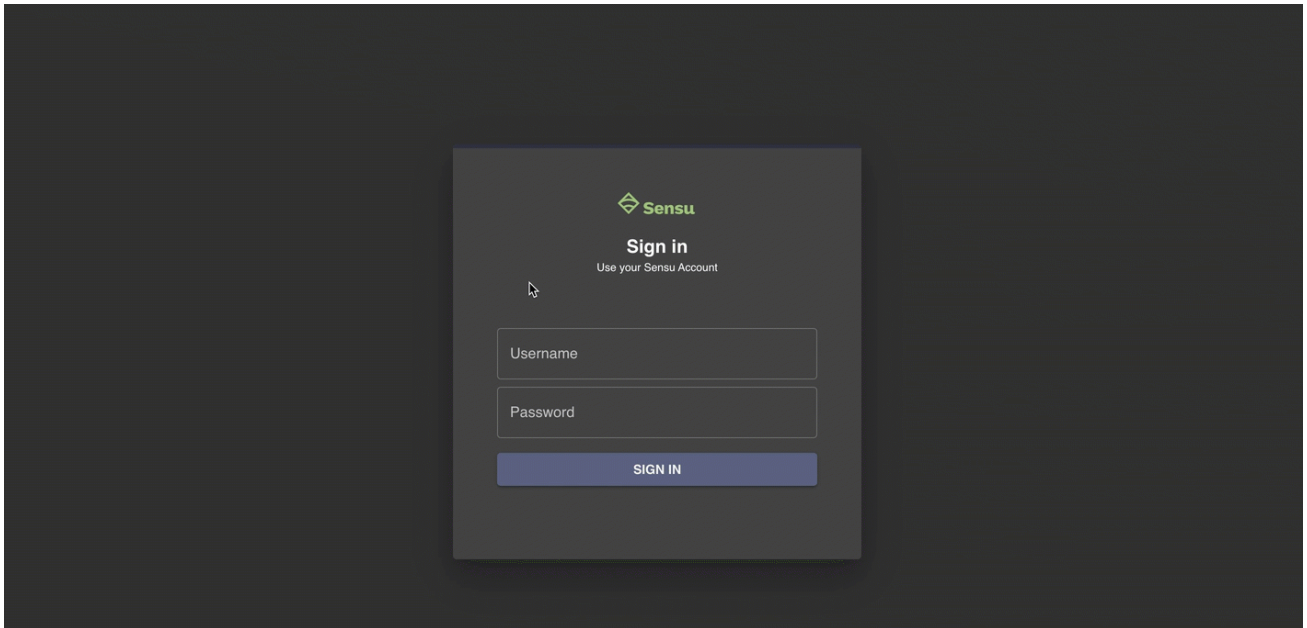 Sensu
Sign in
Use your Sensu Account
Username
Password
SIGN IN